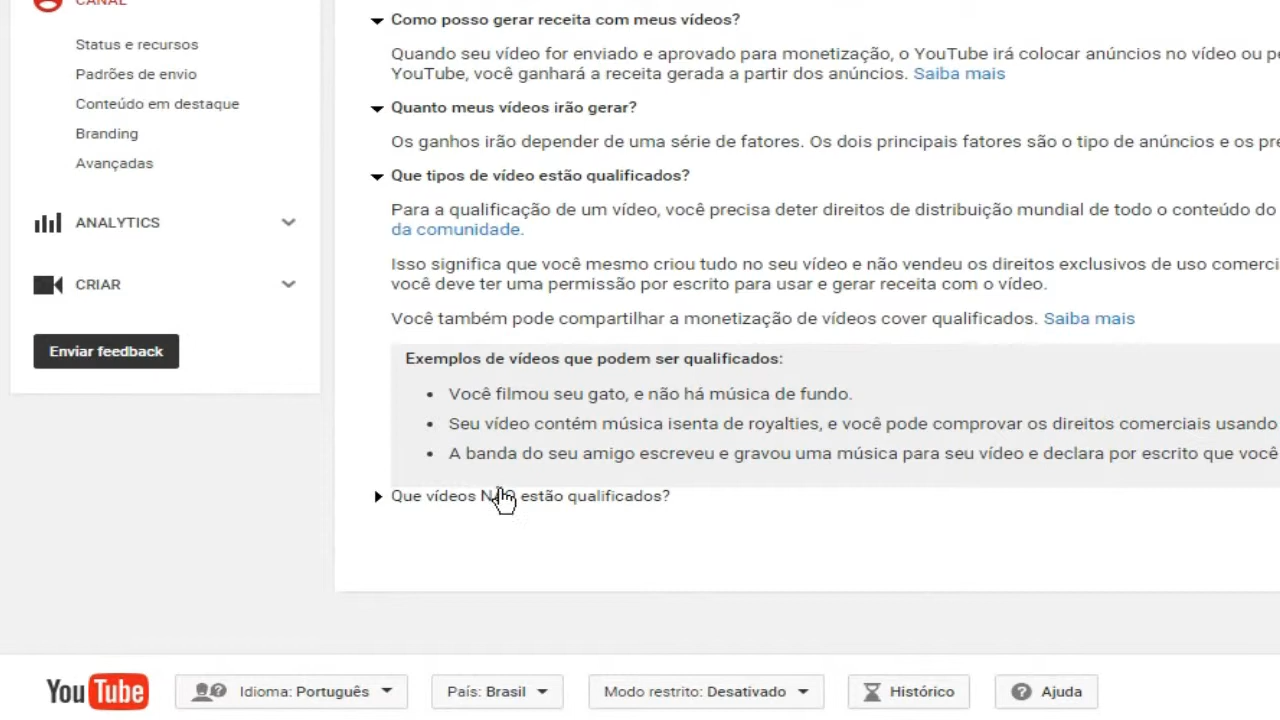 CANAL
Status e recursos
Padrões de envio
Conteúdo em destaque
Branding
Avançadas
ANALYTICS
CRIAR
Enviar feedback
Como posso gerar receita com meus vídeos?
Quando seu vídeo for enviado e aprovado para monetização, o YouTube irá colocar anúncios no vídeo ou
YouTube, você ganhará a receita gerada a partir dos anúncios. Saiba mais
Quanto meus vídeos irão gerar?
Os ganhos irão depender de uma série de fatores. Os dois principais fatores são o tipo de anúncios e os
Que tipos de vídeo estão qualificados?
Para a qualificação de um vídeo, você precisa deter direitos de distribuição mundial de todo o conteúdo do
da comunidade.
Isso significa que você mesmo criou tudo no seu vídeo e não vendeu os direitos exclusivos de uso
você deve ter uma permissão por escrito para usar e gerar receita com o vídeo.
Você também pode compartilhar a monetização de vídeos cover qualificados. Saiba mais
Exemplos de vídeos que podem ser qualificados:
• Você filmou seu gato, e não há música de fundo.
• Seu vídeo contém música isenta de royalties, e você pode comprovar os direitos comerciais usando
• A banda do seu amigo escreveu e gravou uma música para seu vídeo e declara por escrito que você
Que vídeos NÃO estão qualificados?
YouTube
Idioma: Português
País: Brasil
Modo restrito: Desativado
Histórico
Ajuda